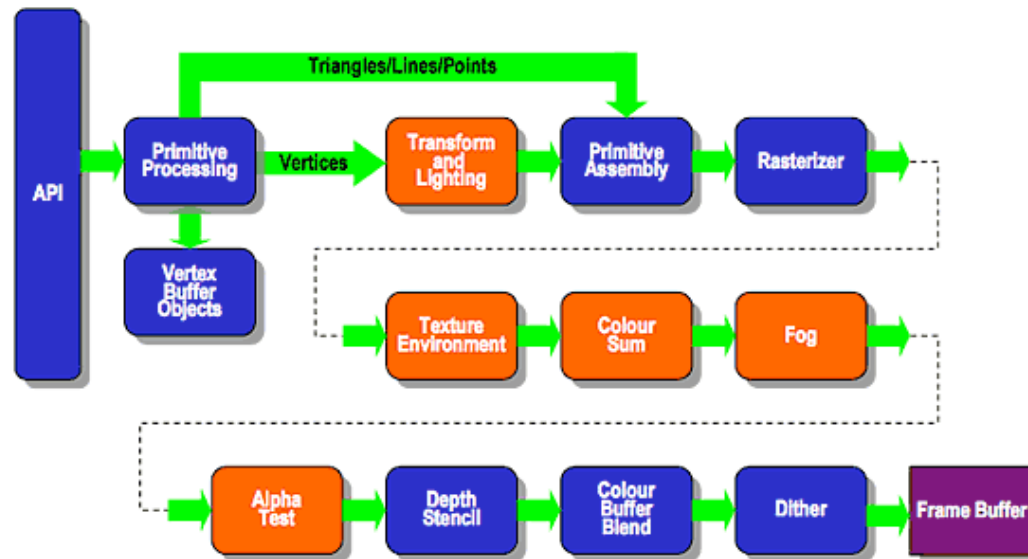 Triangles/Lines/Points
API
Primitive
Processing
Vertices
Transform
and
Lighting
Primitive
Assembly
Rasterizer
Vertex
Buffer
Objects
Texture
Environment
Colour
Sum
Fog
Alpha
Test
Depth
Stencil
Colour
Buffer
Blend
Dither
Frame Buffer